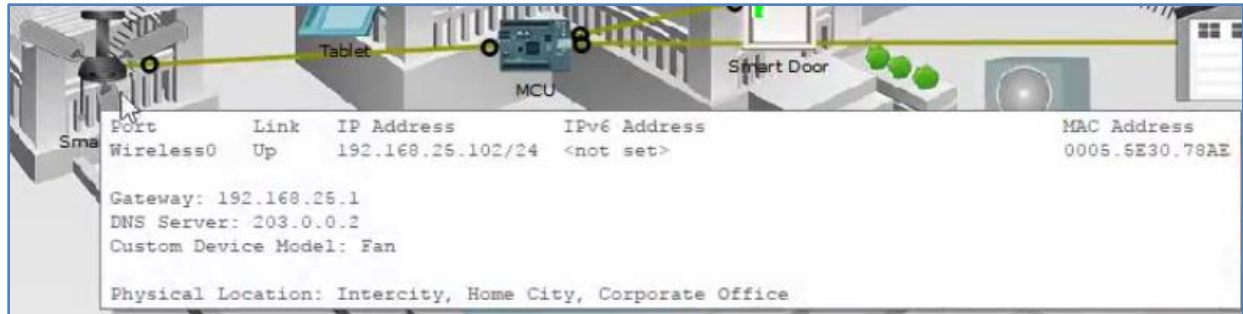 Tablet
MCU
Smart Door
Sma
Port Link IP Address IPv6 Address MAC Address
Wireless0 Up 192.168.25.102/24 <not set> 0005.5E30.78AE
Gateway: 192.168.25.1
DNS Server: 203.0.0.2
Custom Device Model: Fan
Physical Location: Intercity, Home City, Corporate Office